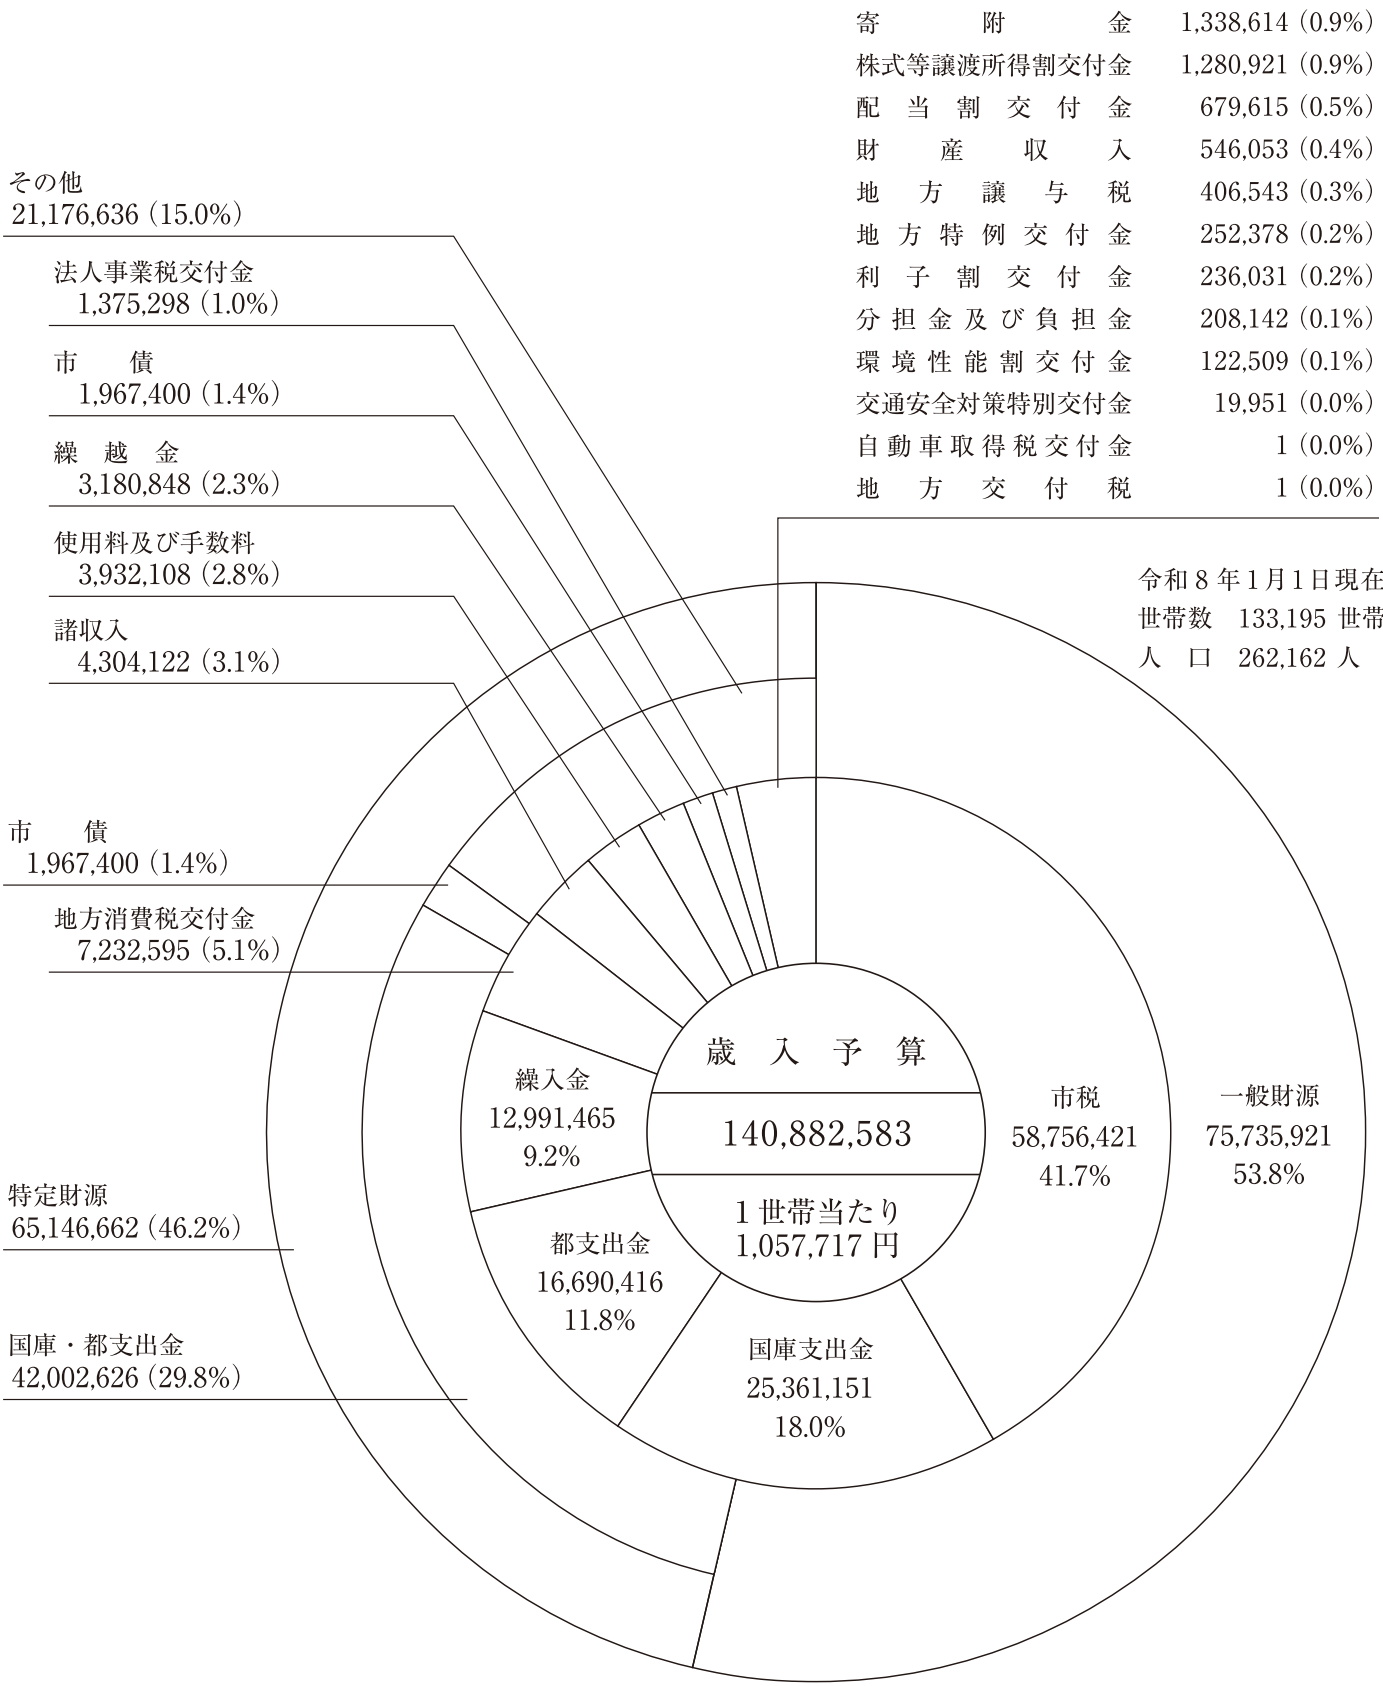 寄附金 1,338,614（0.9%）
株式等譲渡所得割交付金 1,280,921（0.9%）
配当割交付金 679,615（0.5%）
財産収入 546,053（0.4%）
地方譲与税 406,543（0.3%）
地方特例交付金 252,378（0.2%）
利子割交付金 236,031（0.2%）
分担金及び負担金 208,142（0.1%）
環境性能割交付金 122,509（0.1%）
交通安全対策特別交付金 19,951（0.0%）
自動車取得税交付金 1（0.0%）
地方交付税 1（0.0%）
令和8年1月1日現在
世帯数 133,195 世帯
人口 262,162 人
その他
21,176,636（15.0%）
法人事業税交付金
1,375,298（1.0%）
市債
1,967,400（1.4%）
繰越金
3,180,848（2.3%）
使用料及び手数料
3,932,108（2.8%）
諸収入
4,304,122（3.1%）
市債
1,967,400（1.4%）
地方消費税交付金
7,232,595（5.1%）
特定財源
65,146,662（46.2%）
国庫・都支出金
42,002,626（29.8%）
繰入金
12,991,465
9.2%
都支出金
16,690,416
11.8%
国庫支出金
25,361,151
18.0%
歳入予算
140,882,583
1世帯当たり
1,057,717 円
市税
58,756,421
41.7%
一般財源
75,735,921
53.8%